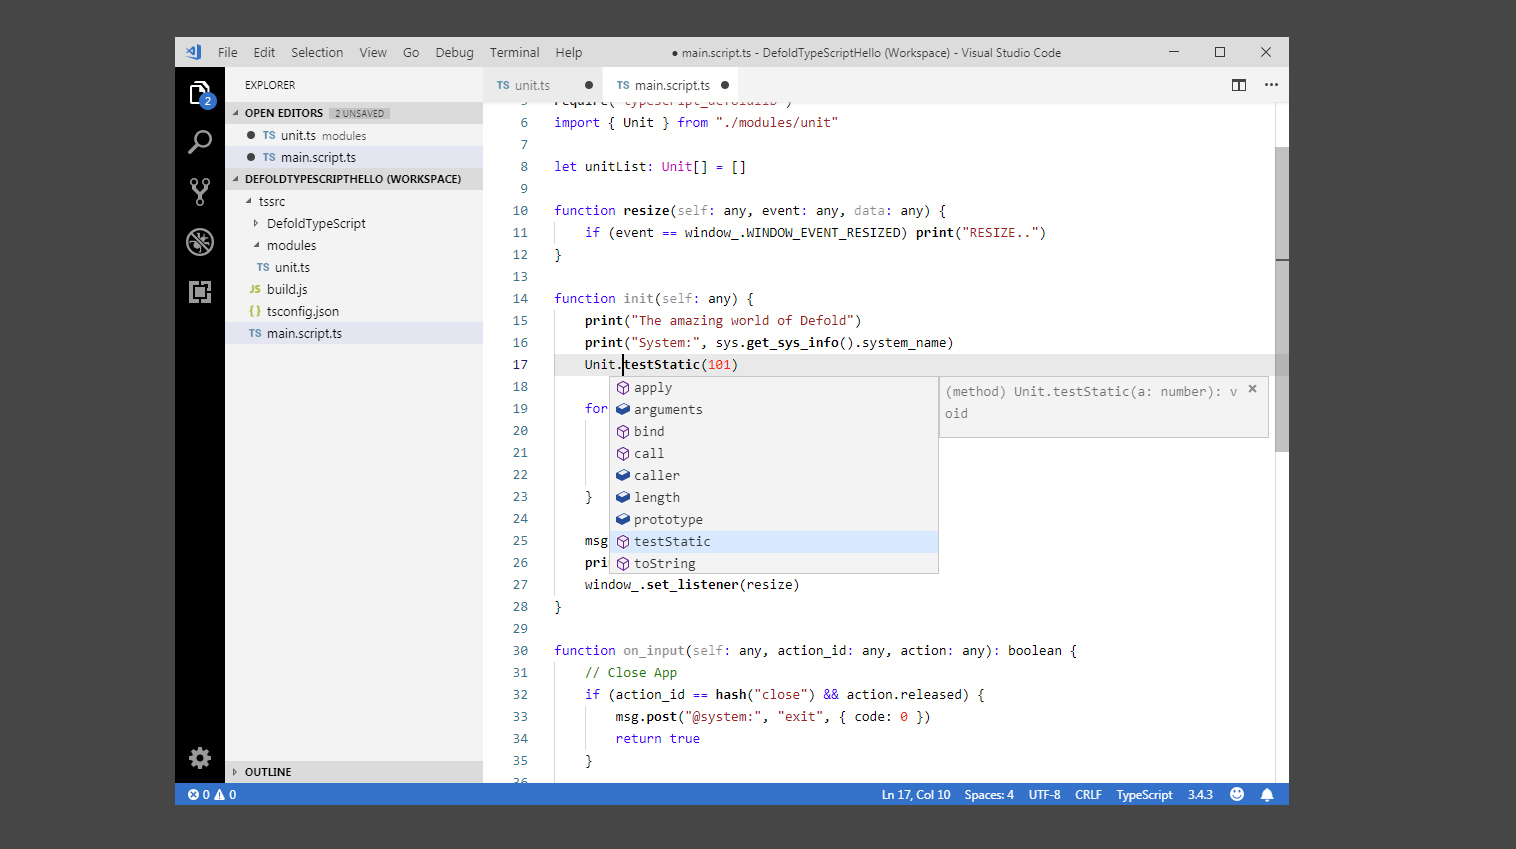 File Edit Selection View Go Debug Terminal Help ● main.script.ts - DefoldTypeScriptHello (Workspace) - Visual Studio Code
EXPLORER
2
OPEN EDITORS 2 UNSAVED
● TS unit.ts modules
● TS main.script.ts
DEFOLDTYPESCRIPTHELLO (WORKSPACE)
tssrc
DefoldTypeScript
modules
TS unit.ts
JS build.js
{} tsconfig.json
TS main.script.ts
OUTLINE
TS unit.ts ● TS main.script.ts ●
6 import { Unit } from "./modules/unit"
7
8 let unitList: Unit[] = []
9
10 function resize(self: any, event: any, data: any) {
11 if (event == window_.WINDOW_EVENT_RESIZED) print("RESIZE..")
12 }
13
14 function init(self: any) {
15 print("The amazing world of Defold")
16 print("System:", sys.get_sys_info().system_name)
17 Unit.testStatic(101)
18
19 for
20
21
22
23 }
24
25 msg
26 pri
27 window_.set_listener(resize)
28 }
29
30 function on_input(self: any, action_id: any, action: any): boolean {
31 // Close App
32 if (action_id == hash("close") && action.released) {
33 msg.post("@system:", "exit", { code: 0 })
34 return true
35 }
apply
arguments
bind
call
caller
length
prototype
testStatic
toString
(method) Unit.testStatic(a: number): v
oid
0 0 Ln 17, Col 10 Spaces: 4 UTF-8 CRLF TypeScript 3.4.3